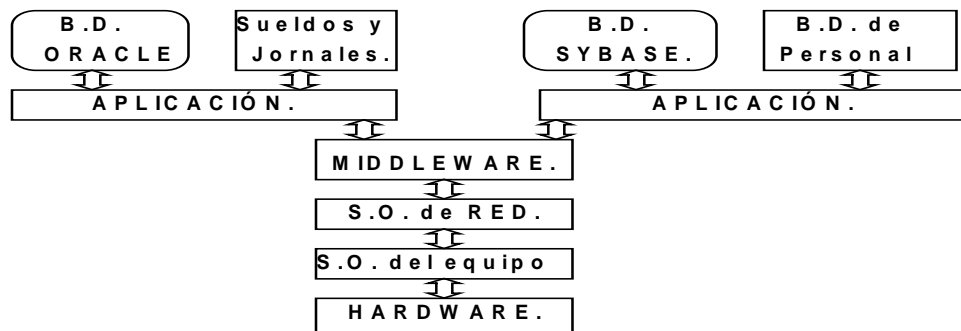 B.D.
ORACLE
Sueldos y
Jornales.
B.D.
SYBASE.
B.D. de
Personal
APLICACIÓN.
APLICACIÓN.
MIDDLEWARE.
S.O. de RED.
S.O. del equipo
HARDWARE.